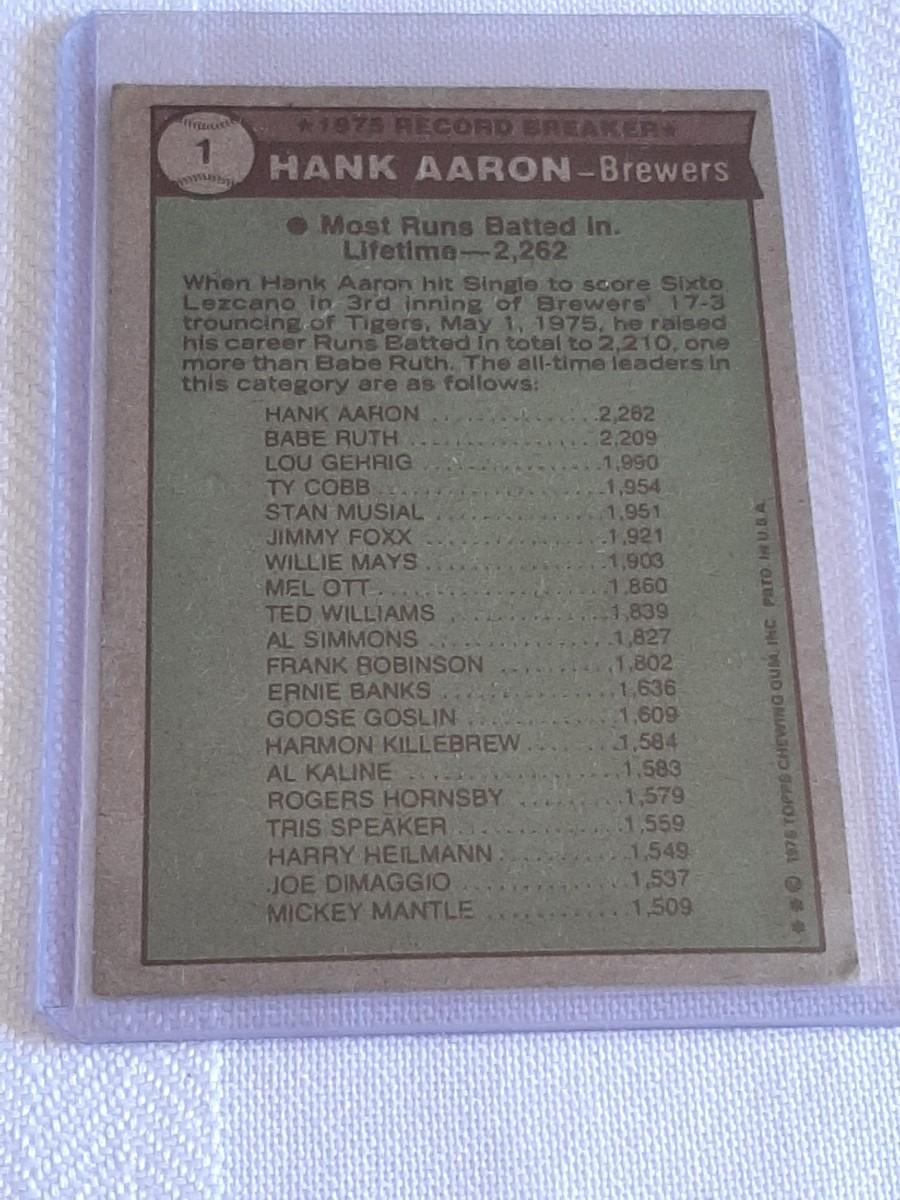 1
★1975 RECORD BREAKER★
HANK AARON–Brewers
● Most Runs Batted In.
Lifetime—2,262
When Hank Aaron hit Single to score Sixto
Lezcano in 3rd inning of Brewers' 17-3
trouncing of Tigers, May 1, 1975, he raised
his career Runs Batted In total to 2,210, one
more than Babe Ruth. The all-time leaders in
this category are as follows:
HANK AARON ...............2,262
BABE RUTH ................2,209
LOU GEHRIG ...............1,990
TY COBB ..................1,954
STAN MUSIAL ..............1,951
JIMMY FOXX ...............1,921
WILLIE MAYS ..............1,903
MEL OTT ..................1,860
TED WILLIAMS .............1,839
AL SIMMONS ...............1,827
FRANK ROBINSON ...........1,802
ERNIE BANKS ..............1,636
GOOSE GOSLIN .............1,609
HARMON KILLEBREW .........1,584
AL KALINE ................1,583
ROGERS HORNSBY ...........1,579
TRIS SPEAKER .............1,559
HARRY HEILMANN ...........1,549
JOE DIMAGGIO .............1,537
MICKEY MANTLE ............1,509
★★© 1976 TOPPS CHEWING GUM, INC PRTD IN U.S.A.